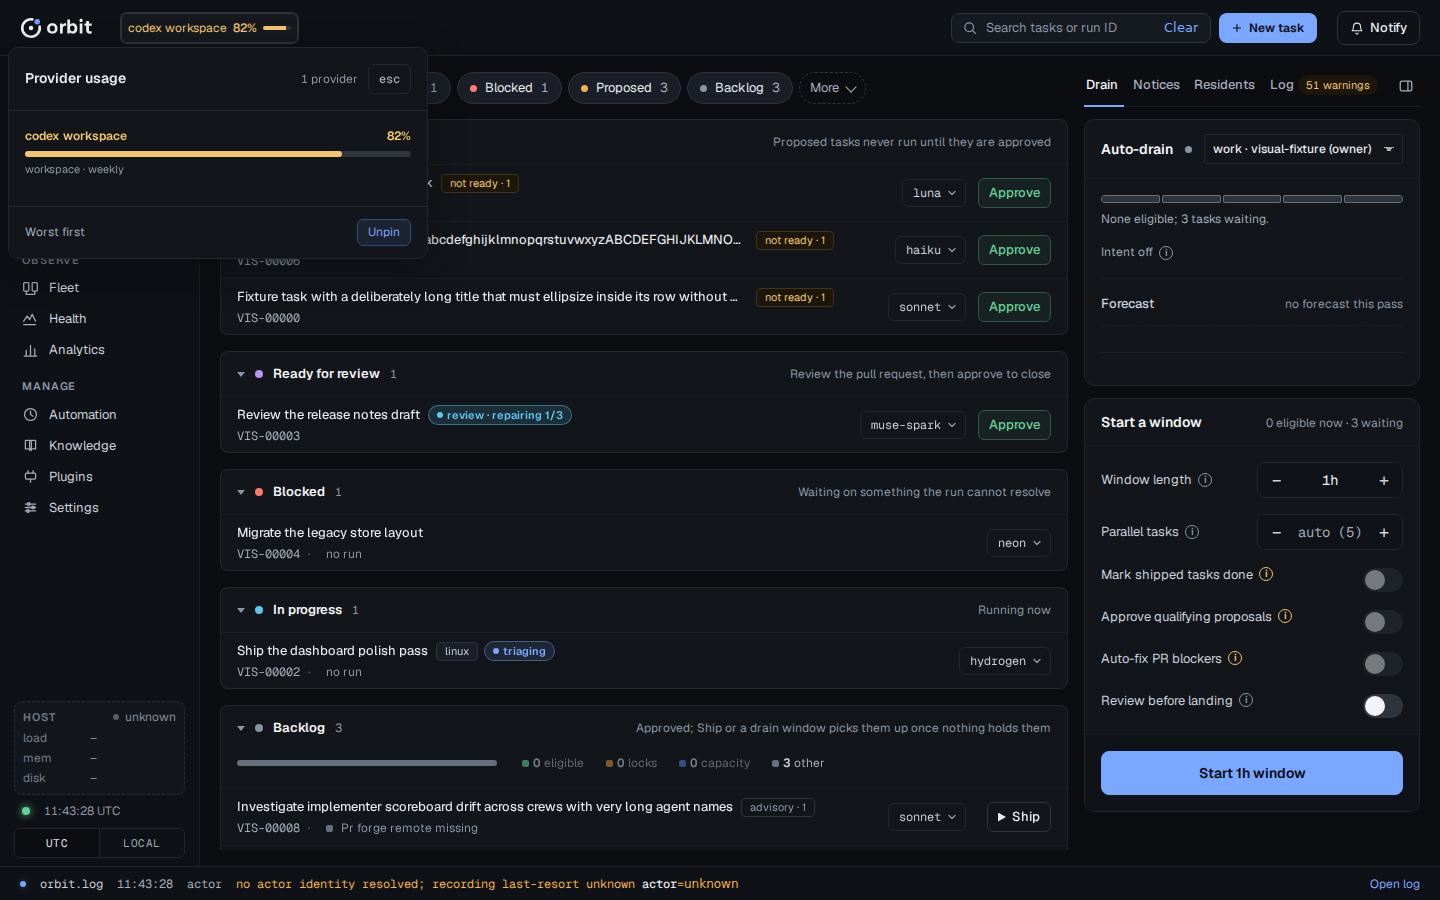 orbit
codex workspace 82%
Search tasks or run ID
Clear
+ New task
Notify
Provider usage
1 provider
esc
codex workspace
82%
workspace · weekly
Worst first
Unpin
1
Blocked 1
Proposed 3
Backlog 3
More
Drain
Notices
Residents
Log
51 warnings
OBSERVE
Fleet
Health
Analytics
MANAGE
Automation
Knowledge
Plugins
Settings
HOST
unknown
load –
mem –
disk –
11:43:28 UTC
UTC
LOCAL
Proposed tasks never run until they are approved
not ready · 1
luna
Approve
abcdefghijklmnopqrstuvwxyzABCDEFGHIJKLMNO…
not ready · 1
VIS-00006
haiku
Approve
Fixture task with a deliberately long title that must ellipsize inside its row without …
not ready · 1
VIS-00000
sonnet
Approve
Ready for review 1
Review the pull request, then approve to close
Review the release notes draft
review · repairing 1/3
VIS-00003
muse-spark
Approve
Blocked 1
Waiting on something the run cannot resolve
Migrate the legacy store layout
VIS-00004 · no run
neon
In progress 1
Running now
Ship the dashboard polish pass
linux
triaging
VIS-00002 · no run
hydrogen
Backlog 3
Approved; Ship or a drain window picks them up once nothing holds them
0 eligible
0 locks
0 capacity
3 other
Investigate implementer scoreboard drift across crews with very long agent names
advisory · 1
VIS-00008 · Pr forge remote missing
sonnet
Ship
Auto-drain
work · visual-fixture (owner)
None eligible; 3 tasks waiting.
Intent off
Forecast
no forecast this pass
Start a window
0 eligible now · 3 waiting
Window length
− 1h +
Parallel tasks
− auto (5) +
Mark shipped tasks done
Approve qualifying proposals
Auto-fix PR blockers
Review before landing
Start 1h window
orbit.log 11:43:28 actor no actor identity resolved; recording last-resort unknown actor=unknown
Open log